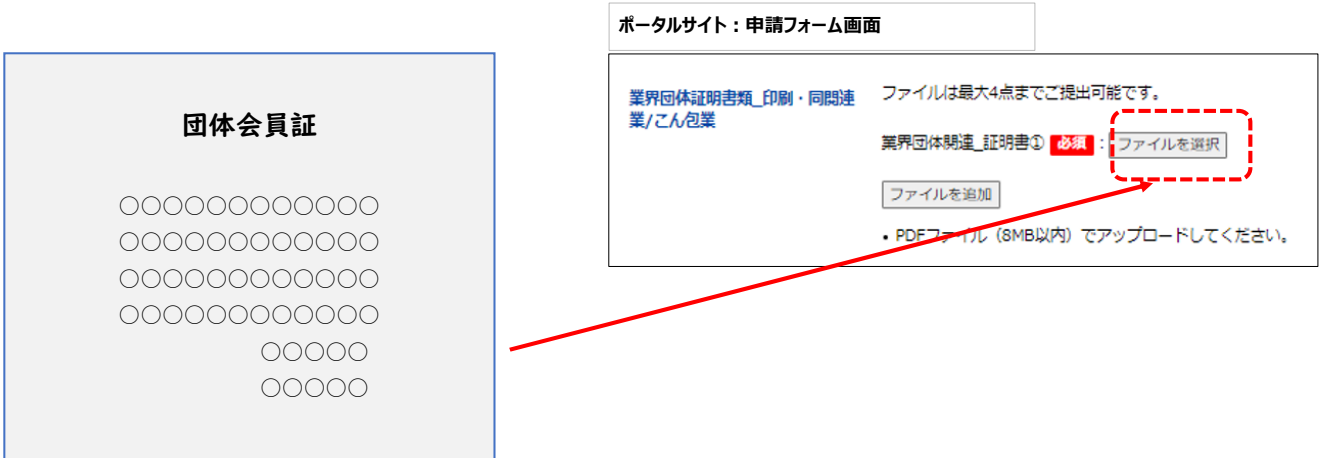 ポータルサイト：申請フォーム画面
団体会員証
○○○○○○○○○○○○
○○○○○○○○○○○○
○○○○○○○○○○○○
○○○○○○○○○○○○
○○○○○
○○○○○
業界団体証明書類_印刷・同関連
業/こん包業
ファイルは最大4点までご提出可能です。
業界団体関連_証明書① 必須 : ファイルを選択
ファイルを追加
• PDFファイル（8MB以内）でアップロードしてください。